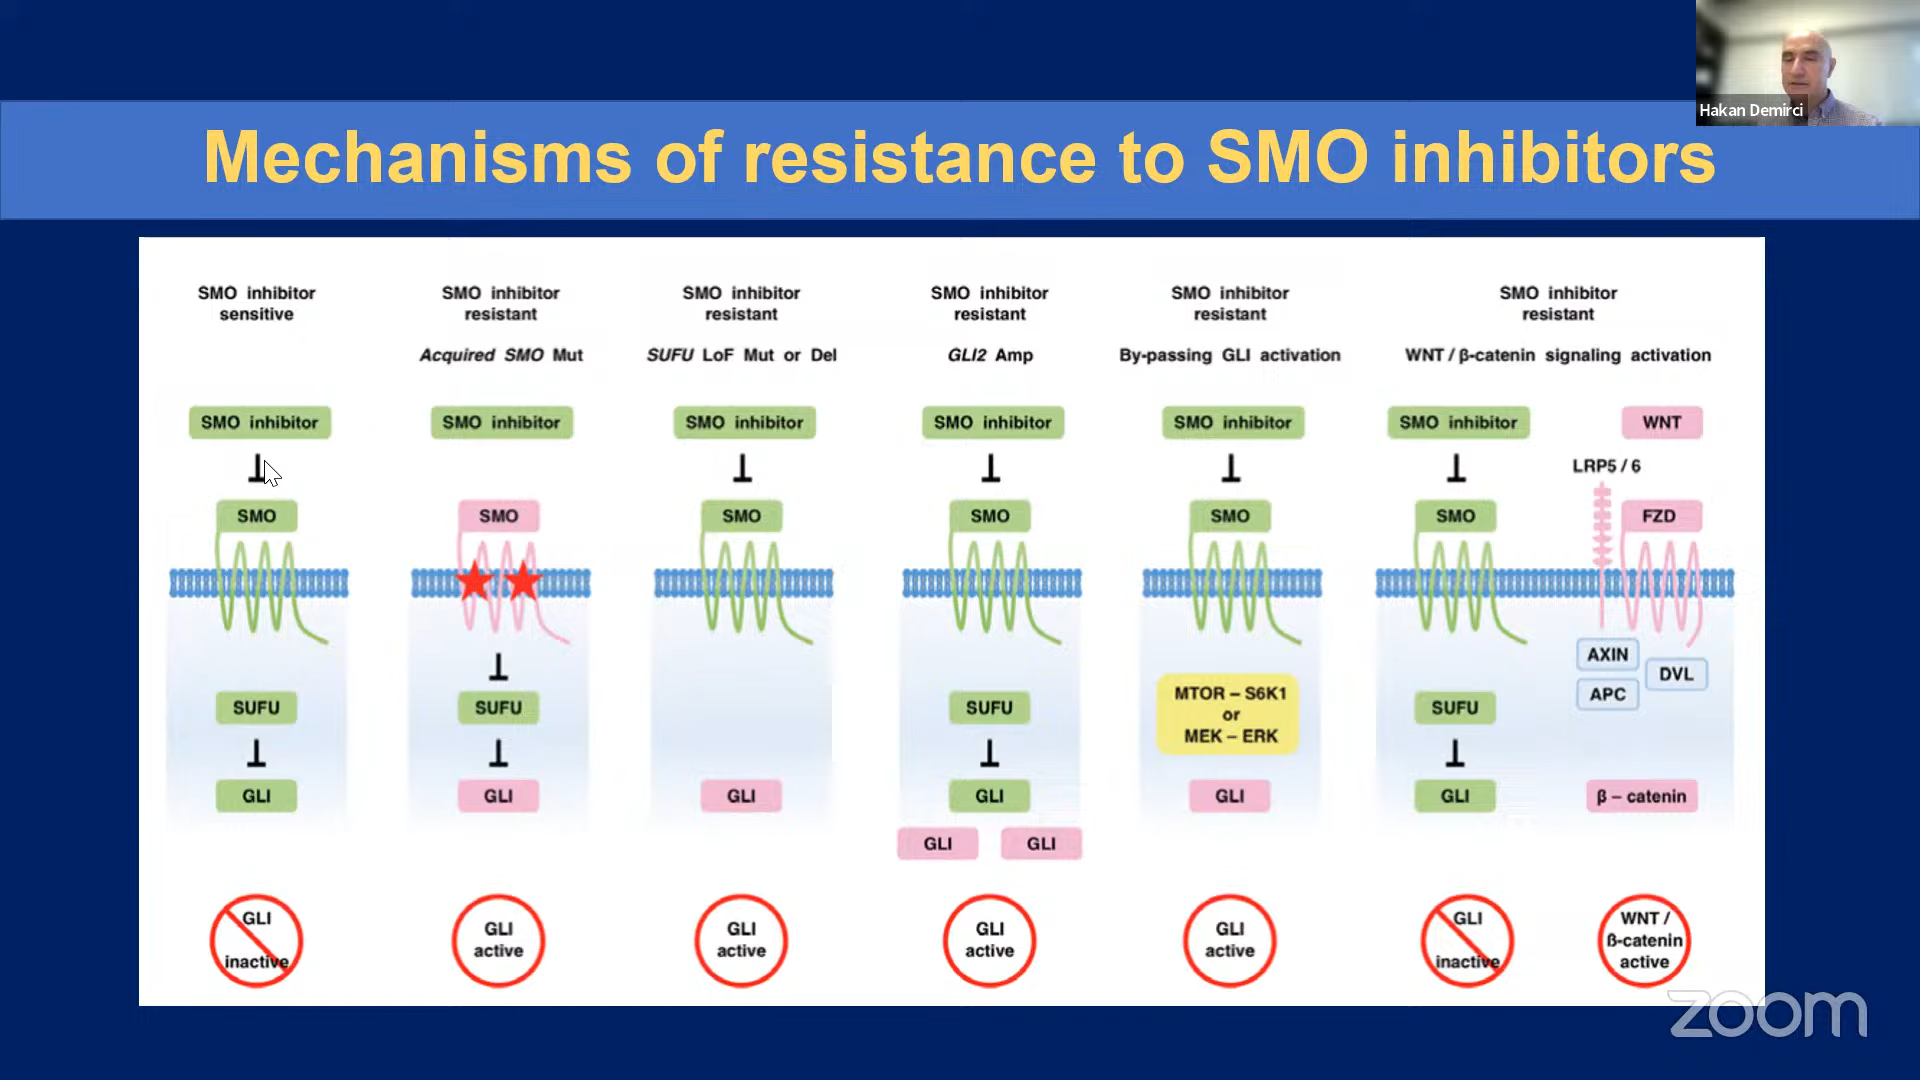 Hakan Demirci
Mechanisms of resistance to SMO inhibitors
SMO inhibitor
sensitive
SMO inhibitor
SMO
SUFU
GLI
GLI
inactive
SMO inhibitor
resistant
Acquired SMO Mut
SMO inhibitor
SMO
SUFU
GLI
GLI
active
SMO inhibitor
resistant
SUFU LoF Mut or Del
SMO inhibitor
SMO
GLI
GLI
active
SMO inhibitor
resistant
GLI2 Amp
SMO inhibitor
SMO
SUFU
GLI
GLI
GLI
GLI
active
SMO inhibitor
resistant
By-passing GLI activation
SMO inhibitor
SMO
MTOR – S6K1
or
MEK – ERK
GLI
GLI
active
SMO inhibitor
resistant
WNT / β-catenin signaling activation
SMO inhibitor
SMO
SUFU
GLI
GLI
inactive
WNT
LRP5 / 6
FZD
AXIN
DVL
APC
β – catenin
WNT /
ß-catenin
active
zoom